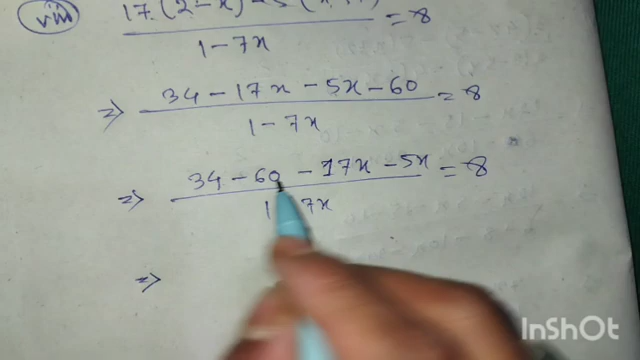 viii 17.(2-x)-5(x+12) / 1-7x = 8
⇒ 34-17x-5x-60 / 1-7x = 8
⇒ 34-60-17x-5x / 1-7x = 8
⇒
InShOt